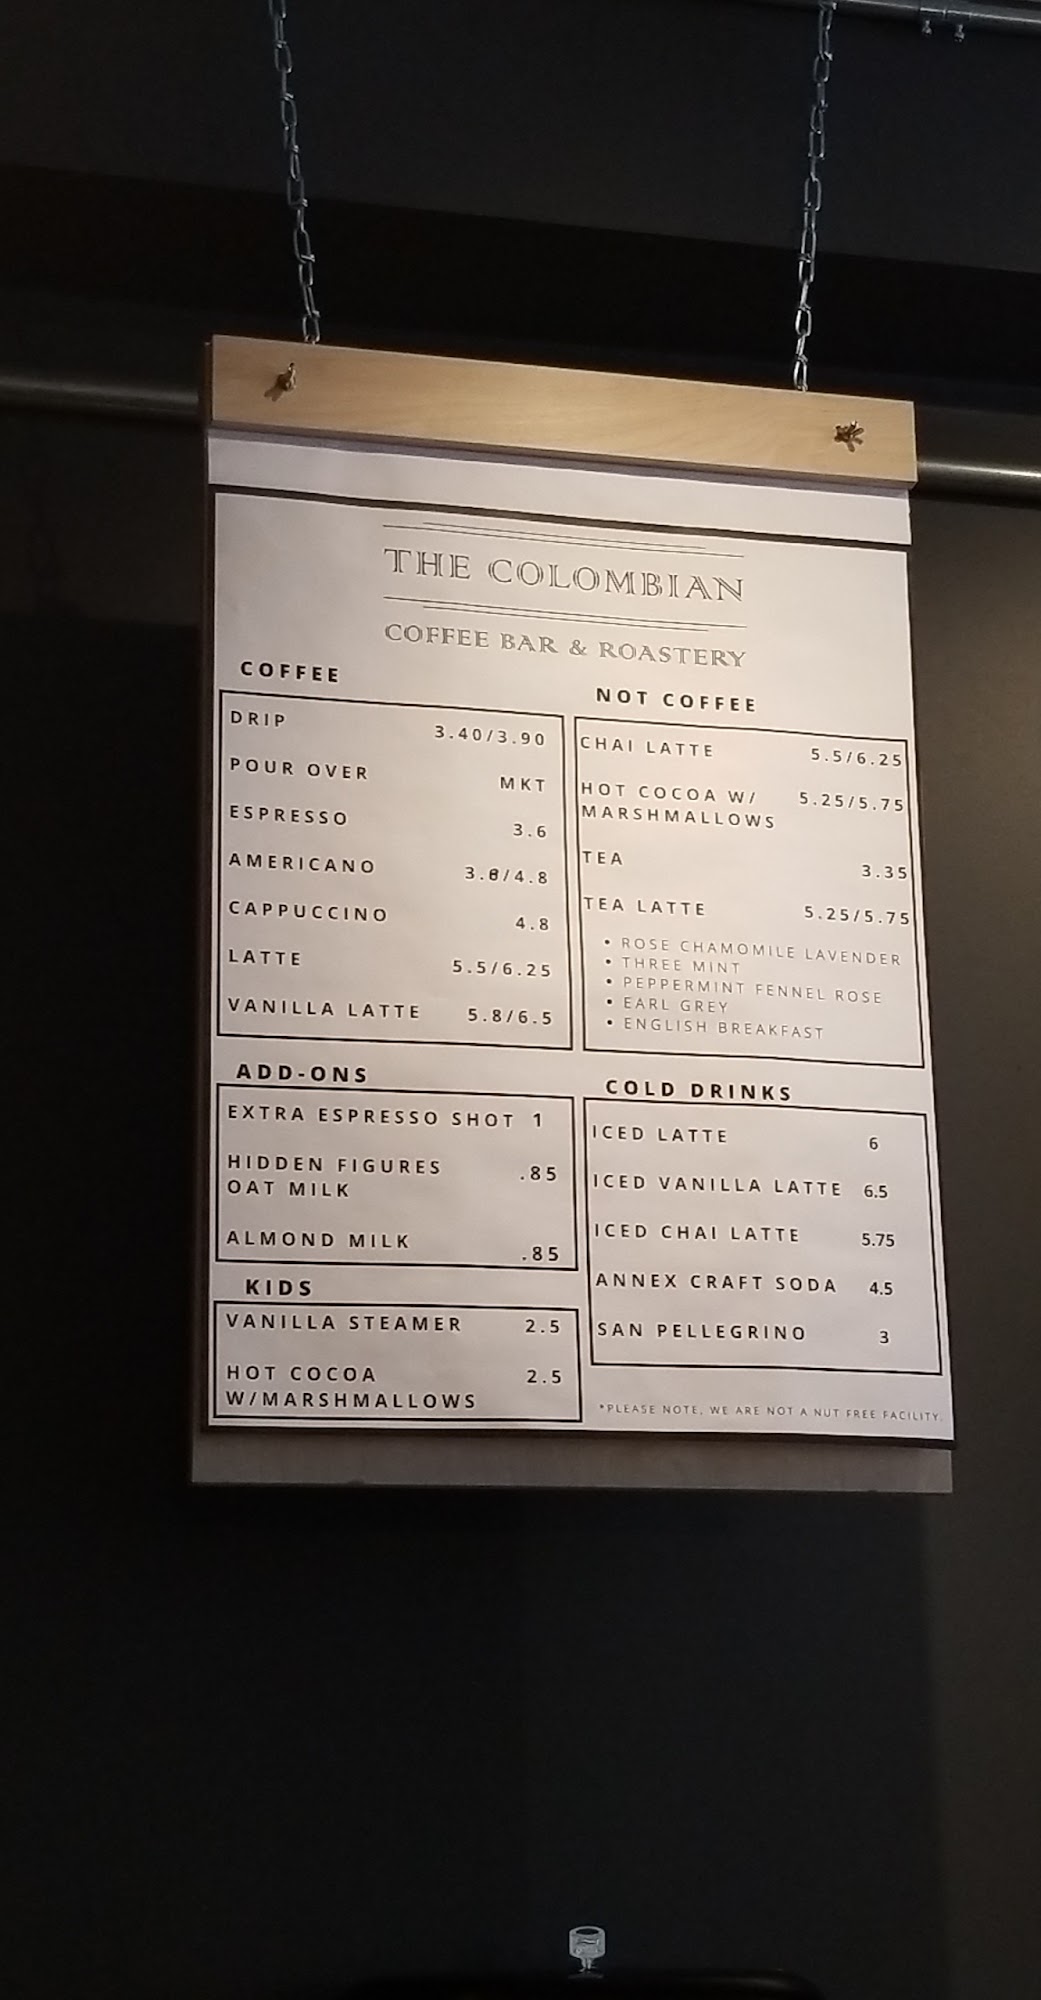 THE COLOMBIAN
COFFEE BAR & ROASTERY
COFFEE
DRIP 3.40/3.90
POUR OVER MKT
ESPRESSO 3.6
AMERICANO 3.8/4.8
CAPPUCCINO 4.8
LATTE 5.5/6.25
VANILLA LATTE 5.8/6.5
ADD-ONS
EXTRA ESPRESSO SHOT 1
HIDDEN FIGURES .85
OAT MILK
ALMOND MILK .85
KIDS
VANILLA STEAMER 2.5
HOT COCOA 2.5
W/MARSHMALLOWS
NOT COFFEE
CHAI LATTE 5.5/6.25
HOT COCOA W/ 5.25/5.75
MARSHMALLOWS
TEA 3.35
TEA LATTE 5.25/5.75
• ROSE CHAMOMILE LAVENDER
• THREE MINT
• PEPPERMINT FENNEL ROSE
• EARL GREY
• ENGLISH BREAKFAST
COLD DRINKS
ICED LATTE 6
ICED VANILLA LATTE 6.5
ICED CHAI LATTE 5.75
ANNEX CRAFT SODA 4.5
SAN PELLEGRINO 3
*PLEASE NOTE, WE ARE NOT A NUT FREE FACILITY.